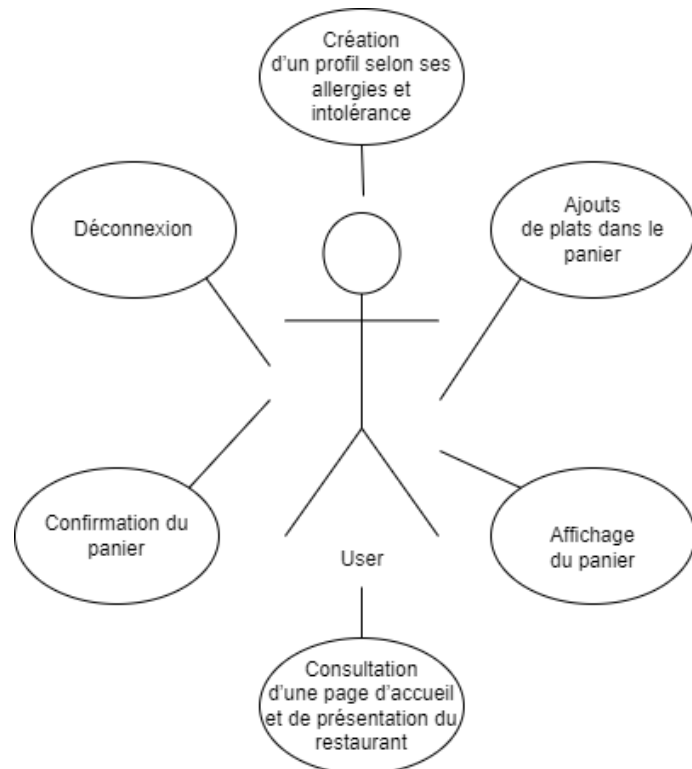 Création
d'un profil selon ses
allergies et
intolérance
Déconnexion
Ajouts
de plats dans le
panier
Confirmation du
panier
Affichage
du panier
User
Consultation
d'une page d'accueil
et de présentation du
restaurant